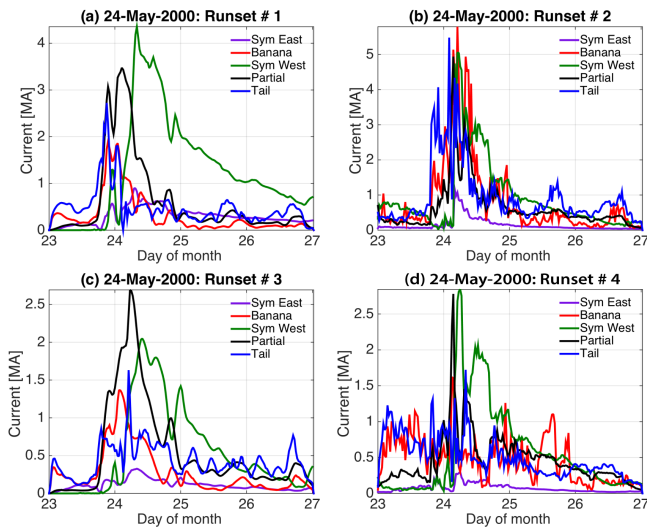 (a) 24-May-2000: Runset # 1
Current [MA]
4
3
2
1
0
Sym East
Banana
Sym West
Partial
Tail
23 24 25 26 27
Day of month
(b) 24-May-2000: Runset # 2
Current [MA]
5
4
3
2
1
0
Sym East
Banana
Sym West
Partial
Tail
23 24 25 26 27
Day of month
(c) 24-May-2000: Runset # 3
Current [MA]
2.5
2
1.5
1
0.5
0
Sym East
Banana
Sym West
Partial
Tail
23 24 25 26 27
Day of month
(d) 24-May-2000: Runset # 4
Current [MA]
2.5
2
1.5
1
0.5
0
Sym East
Banana
Sym West
Partial
Tail
23 24 25 26 27
Day of month